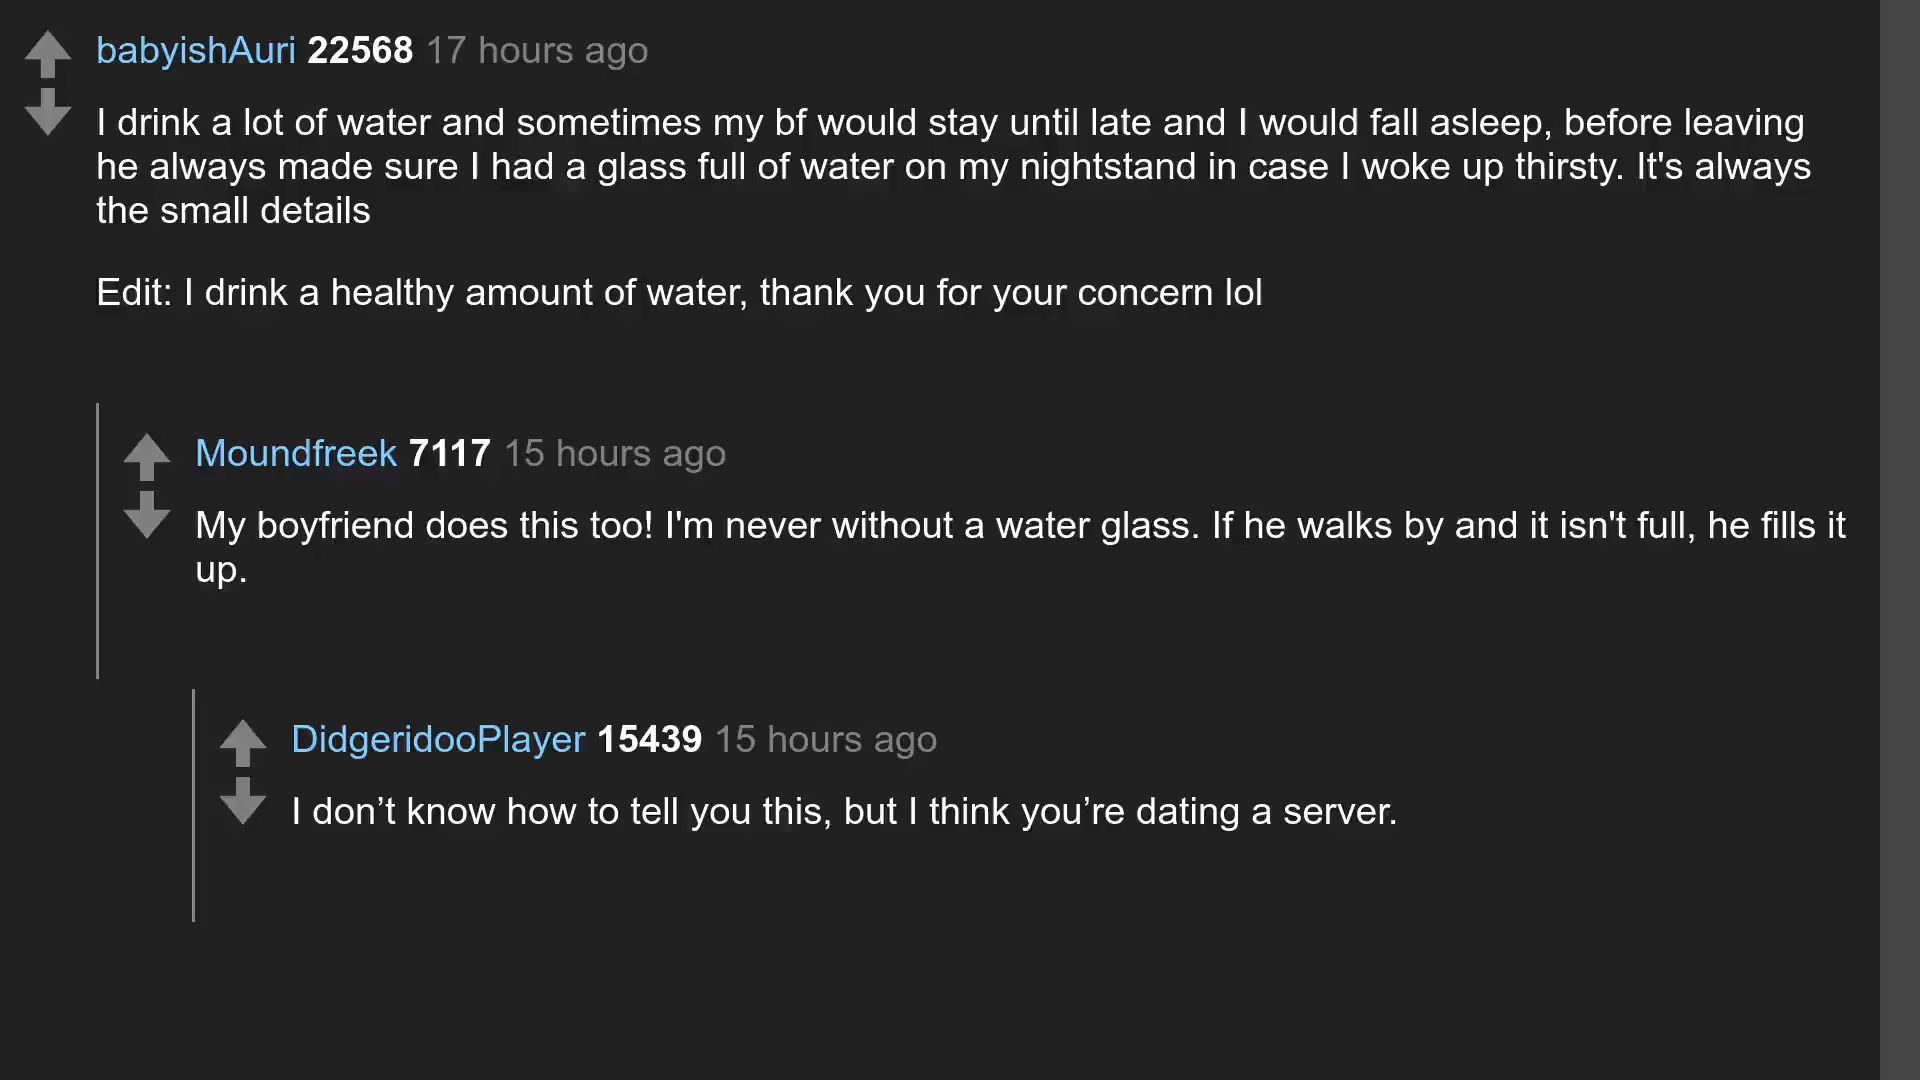 babyishAuri 22568 17 hours ago
I drink a lot of water and sometimes my bf would stay until late and I would fall asleep, before leaving
he always made sure I had a glass full of water on my nightstand in case I woke up thirsty. It's always
the small details
Edit: I drink a healthy amount of water, thank you for your concern lol
Moundfreek 7117 15 hours ago
My boyfriend does this too! I'm never without a water glass. If he walks by and it isn't full, he fills it
up.
DidgeridooPlayer 15439 15 hours ago
I don’t know how to tell you this, but I think you’re dating a server.